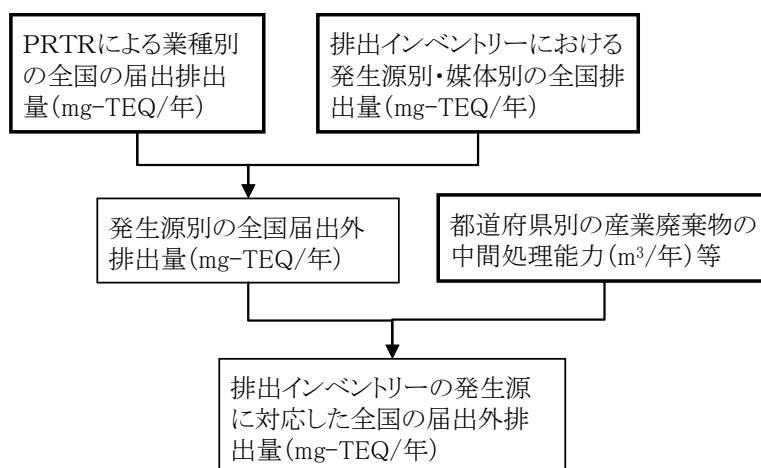 PRTRによる業種別
の全国の届出排出
量(mg-TEQ/年)
排出インベントリーにおける
発生源別・媒体別の全国排
出量(mg-TEQ/年)
発生源別の全国届出外
排出量(mg-TEQ/年)
都道府県別の産業廃棄物の
中間処理能力(m³/年)等
排出インベントリーの発生源
に対応した全国の届出外排
出量(mg-TEQ/年)